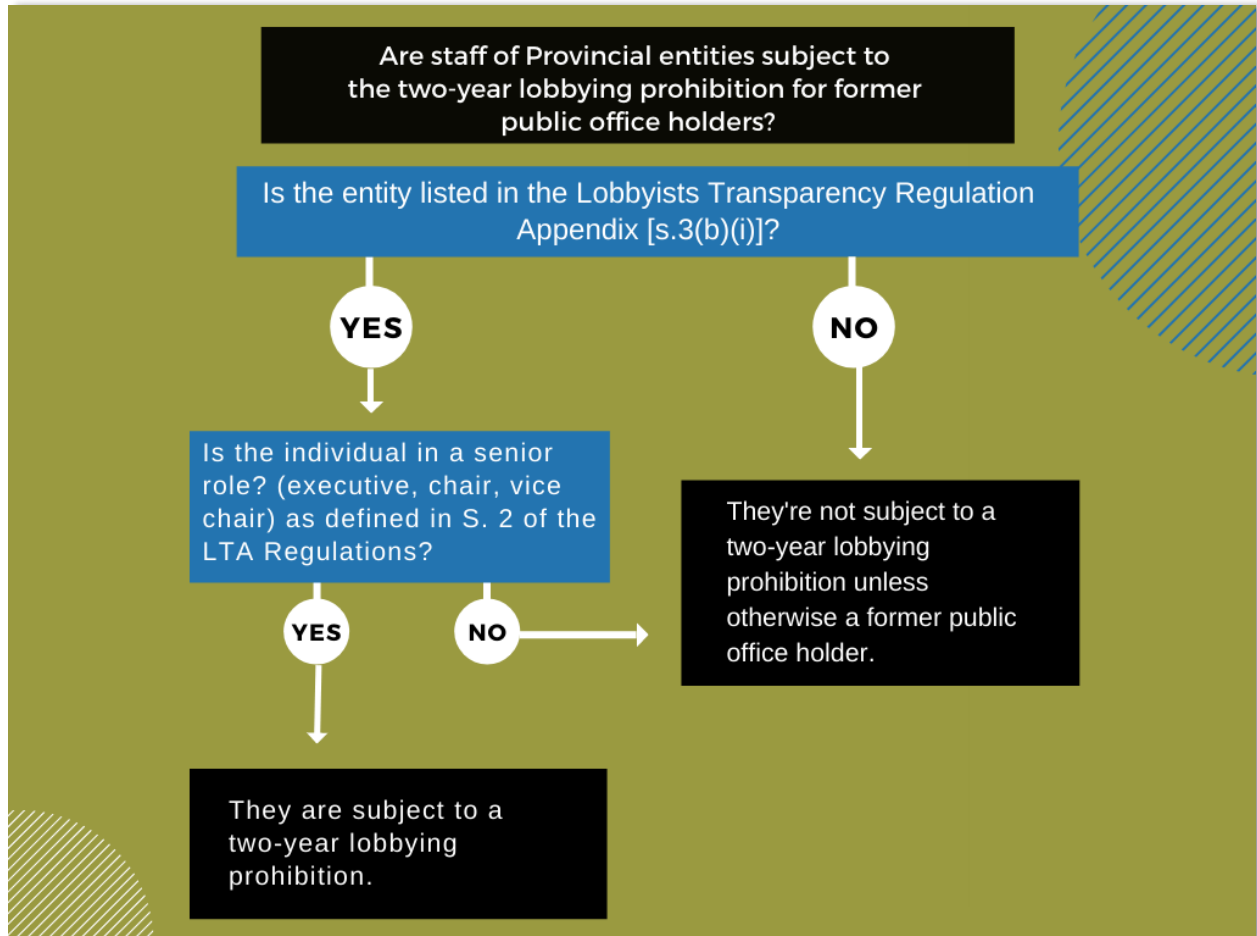 Are staff of Provincial entities subject to
the two-year lobbying prohibition for former
public office holders?
Is the entity listed in the Lobbyists Transparency Regulation
Appendix [s.3(b)(i)]?
YES
NO
Is the individual in a senior
role? (executive, chair, vice
chair) as defined in S. 2 of the
LTA Regulations?
They're not subject to a
two-year lobbying
prohibition unless
otherwise a former public
office holder.
YES
NO
They are subject to a
two-year lobbying
prohibition.